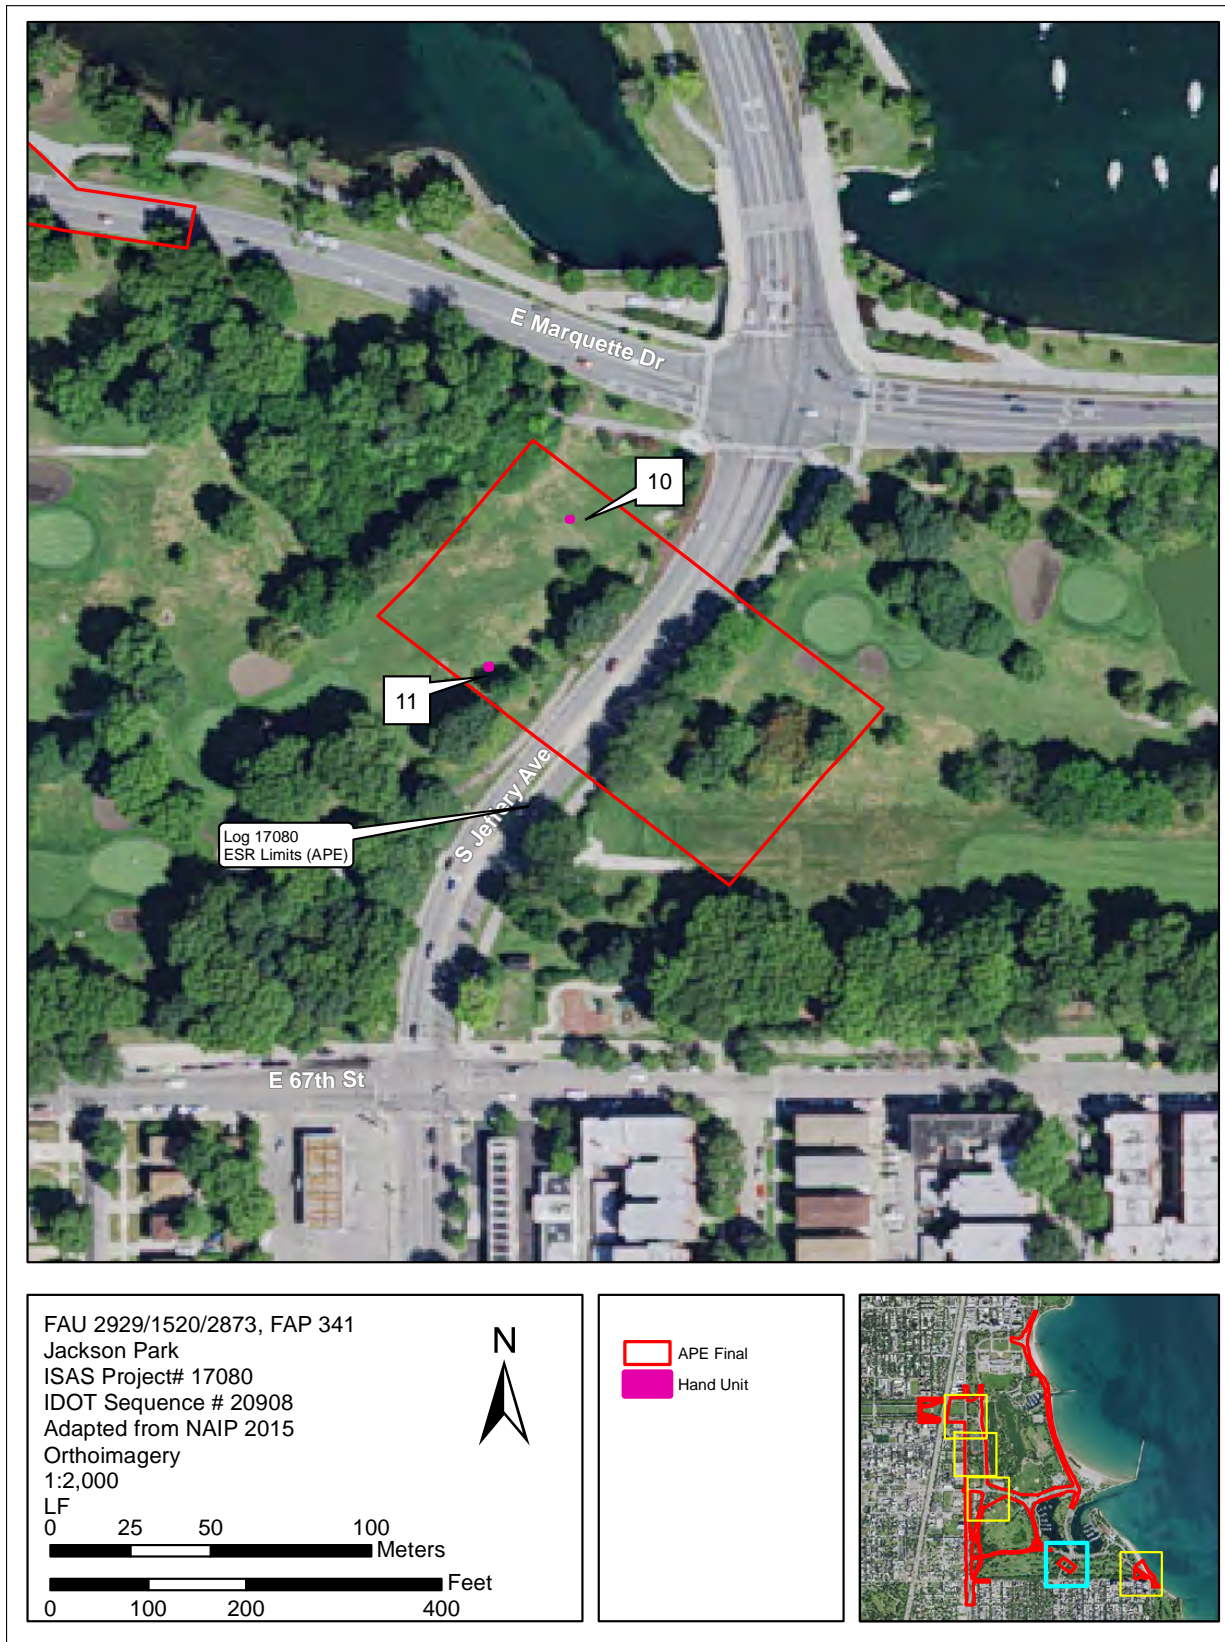 E Marquette Dr
10
11
S Jeffery Ave
Log 17080
ESR Limits (APE)
E 67th St
FAU 2929/1520/2873, FAP 341
Jackson Park
ISAS Project# 17080
IDOT Sequence # 20908
Adapted from NAIP 2015
Orthoimagery
1:2,000
LF
N
0 25 50 100
Meters
Feet
0 100 200 400
APE Final
Hand Unit